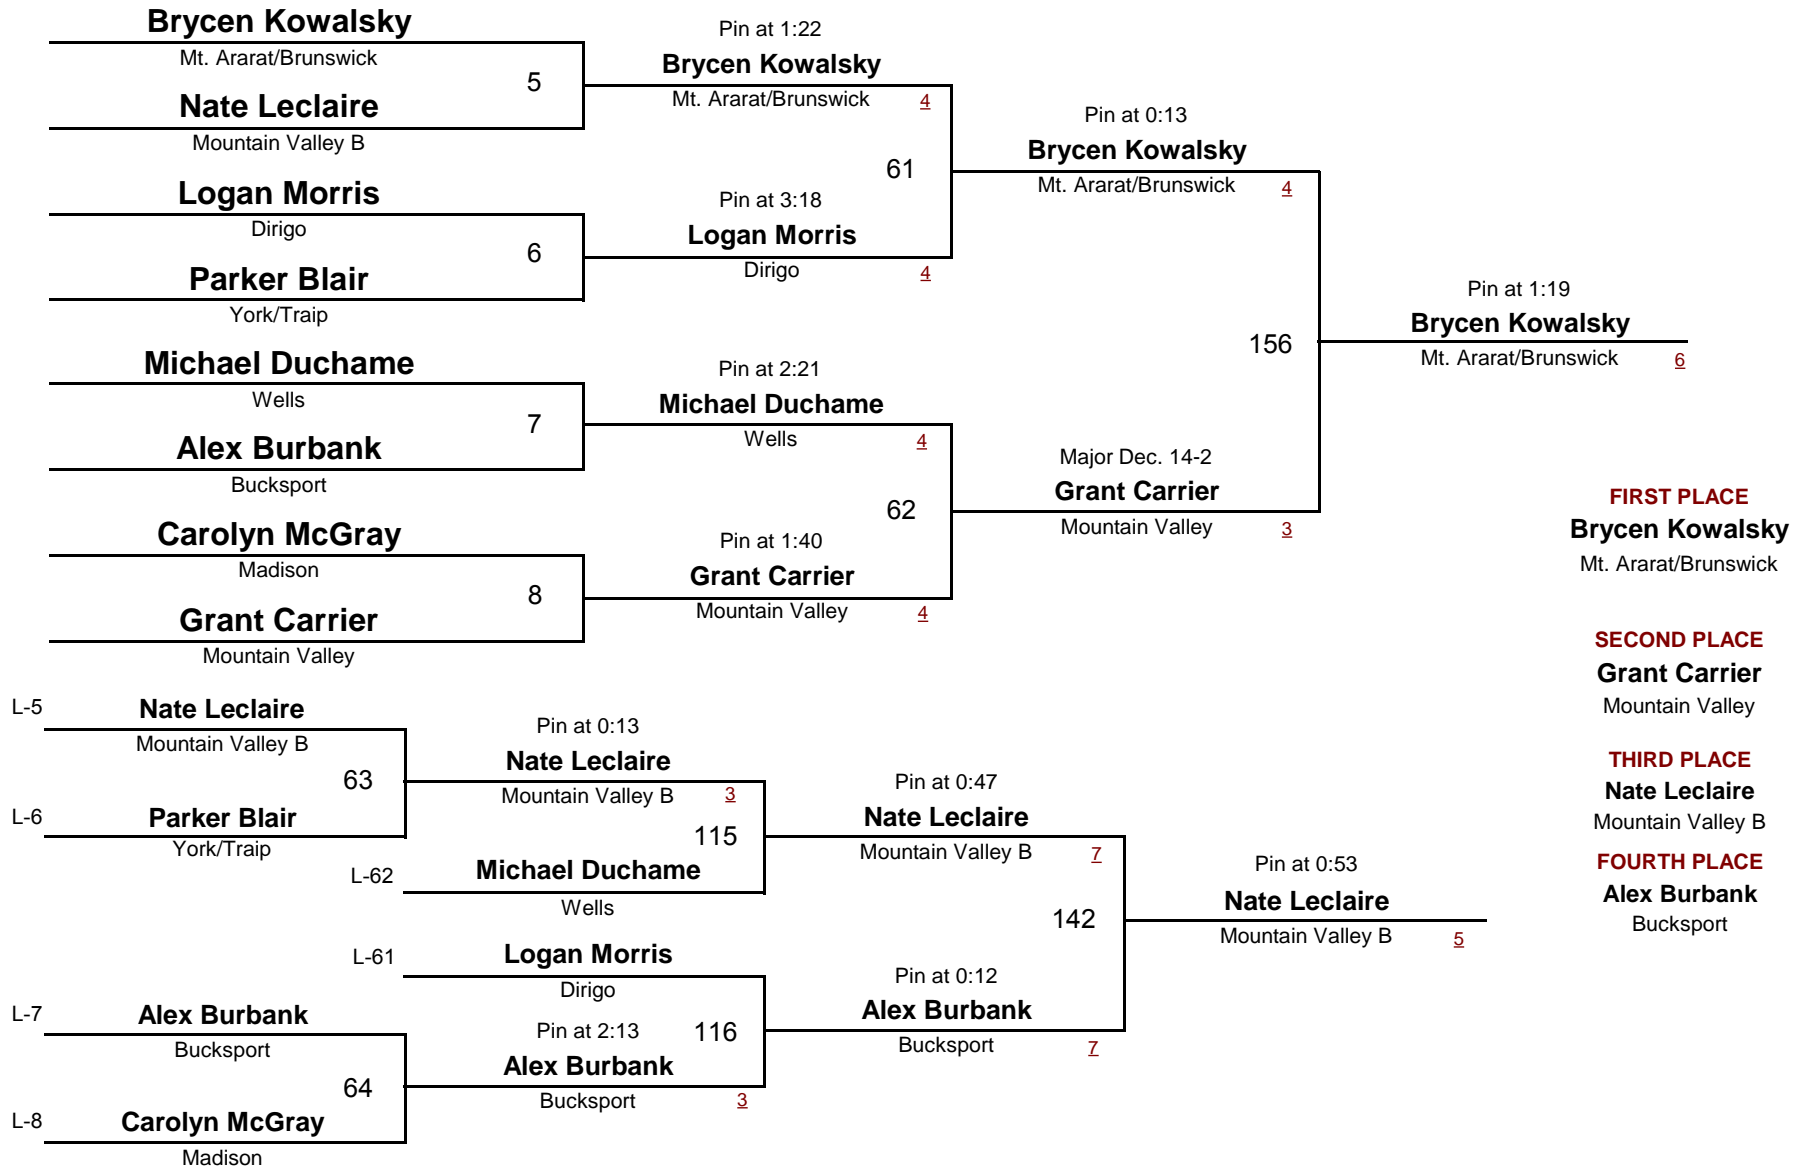 Brycen Kowalsky
Mt. Ararat/Brunswick
5
Nate Leclaire
Mountain Valley B
Logan Morris
Dirigo
6
Parker Blair
York/Traip
Michael Duchame
Wells
7
Alex Burbank
Bucksport
Carolyn McGray
Madison
8
Grant Carrier
Mountain Valley
Pin at 1:22
Brycen Kowalsky
Mt. Ararat/Brunswick 4
61
Pin at 3:18
Logan Morris
Dirigo 4
Pin at 2:21
Michael Duchame
Wells 4
62
Pin at 1:40
Grant Carrier
Mountain Valley 4
Pin at 0:13
Brycen Kowalsky
Mt. Ararat/Brunswick 4
156
Major Dec. 14-2
Grant Carrier
Mountain Valley 3
Pin at 1:19
Brycen Kowalsky
Mt. Ararat/Brunswick 6
L-5 Nate Leclaire
Mountain Valley B
63
L-6 Parker Blair
York/Traip
L-7 Alex Burbank
Bucksport
64
L-8 Carolyn McGray
Madison
Pin at 0:13
Nate Leclaire
Mountain Valley B 3
115
L-62 Michael Duchame
Wells
L-61 Logan Morris
Dirigo
116
Pin at 2:13
Alex Burbank
Bucksport 3
Pin at 0:47
Nate Leclaire
Mountain Valley B 7
142
Pin at 0:12
Alex Burbank
Bucksport 7
Pin at 0:53
Nate Leclaire
Mountain Valley B 5
FIRST PLACE
Brycen Kowalsky
Mt. Ararat/Brunswick
SECOND PLACE
Grant Carrier
Mountain Valley
THIRD PLACE
Nate Leclaire
Mountain Valley B
FOURTH PLACE
Alex Burbank
Bucksport